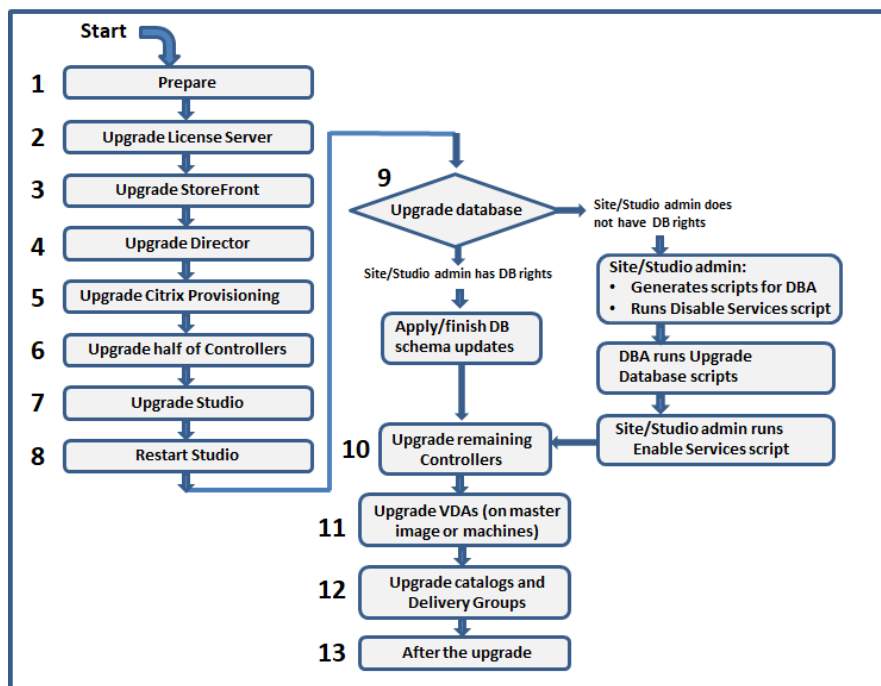 Start
1
Prepare
2
Upgrade License Server
3
Upgrade StoreFront
4
Upgrade Director
5
Upgrade Citrix Provisioning
6
Upgrade half of Controllers
7
Upgrade Studio
8
Restart Studio
9
Upgrade database
Site/Studio admin does
not have DB rights
Site/Studio admin has DB rights
Site/Studio admin:
• Generates scripts for DBA
• Runs Disable Services script
Apply/finish DB
schema updates
DBA runs Upgrade
Database scripts
Site/Studio admin runs
Enable Services script
10
Upgrade remaining
Controllers
11
Upgrade VDAs (on master
image or machines)
12
Upgrade catalogs and
Delivery Groups
13
After the upgrade